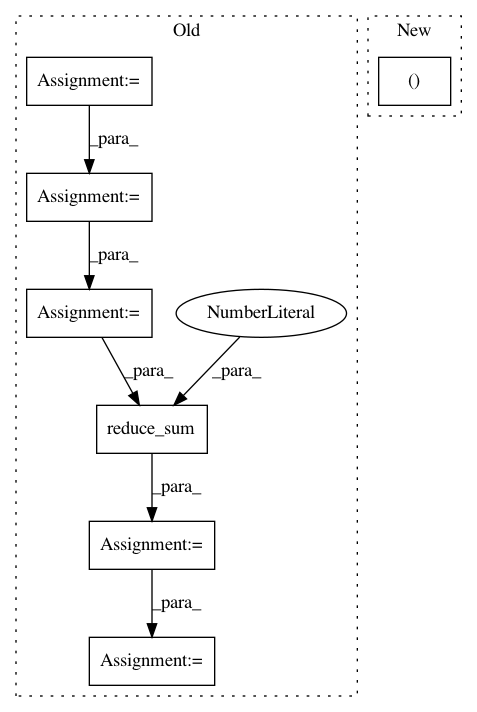 Old
New
Assignment:=
()
_para_
Assignment:=
_para_
Assignment:=
NumberLiteral
_para_
_para_
reduce_sum
_para_
Assignment:=
_para_
Assignment:=